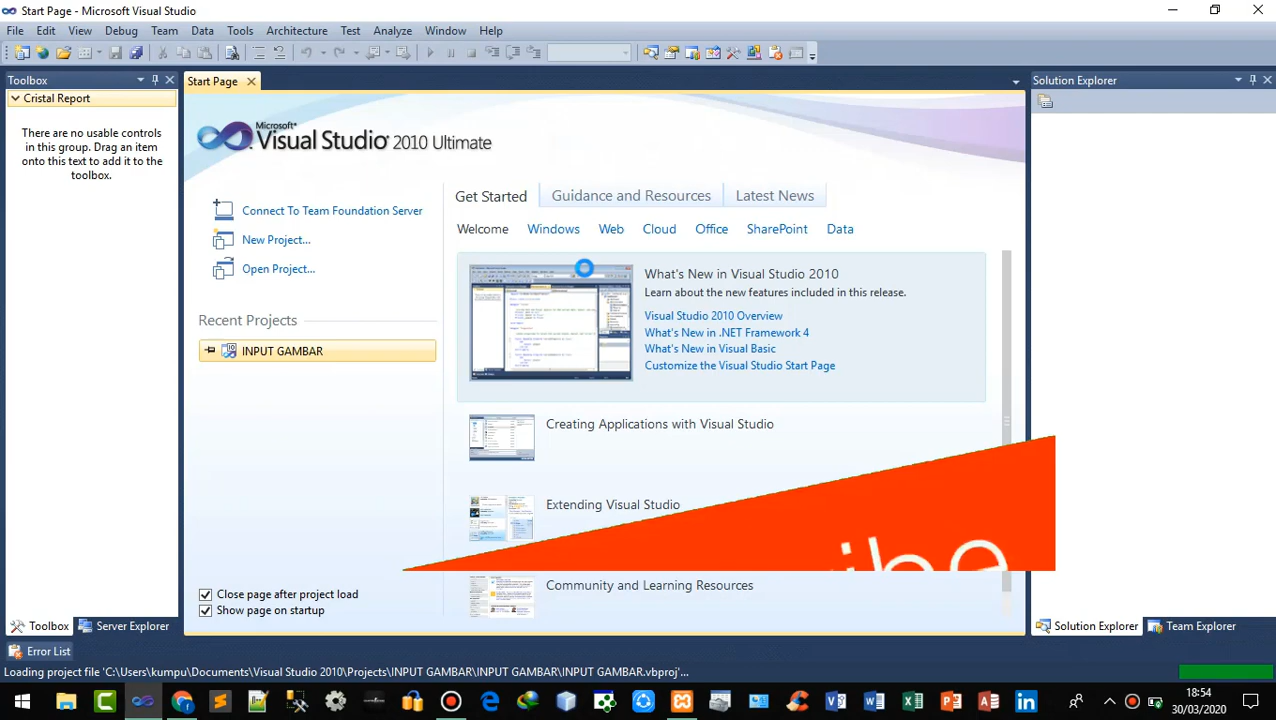 Start Page - Microsoft Visual Studio
File Edit View Debug Team Data Tools Architecture Test Analyze Window Help
Toolbox
Cristal Report
There are no usable controls
in this group. Drag an item
onto this text to add it to the
toolbox.
Toolbox Server Explorer
Start Page
Microsoft®
Visual Studio® 2010 Ultimate
Connect To Team Foundation Server
New Project...
Open Project...
Recent Projects
INPUT GAMBAR
Close page after project load
Show page on startup
Get Started Guidance and Resources Latest News
Welcome Windows Web Cloud Office SharePoint Data
What's New in Visual Studio 2010
Learn about the new features included in this release.
Visual Studio 2010 Overview
What's New in .NET Framework 4
What's New in Visual Basic
Customize the Visual Studio Start Page
Creating Applications with Visual Studio
Extending Visual Studio
Community and Learning Resou
ibe
Solution Explorer
Solution Explorer Team Explorer
Error List
Loading project file 'C:\Users\kumpu\Documents\Visual Studio 2010\Projects\INPUT GAMBAR\INPUT GAMBAR\INPUT GAMBAR.vbproj'...
18:54
30/03/2020